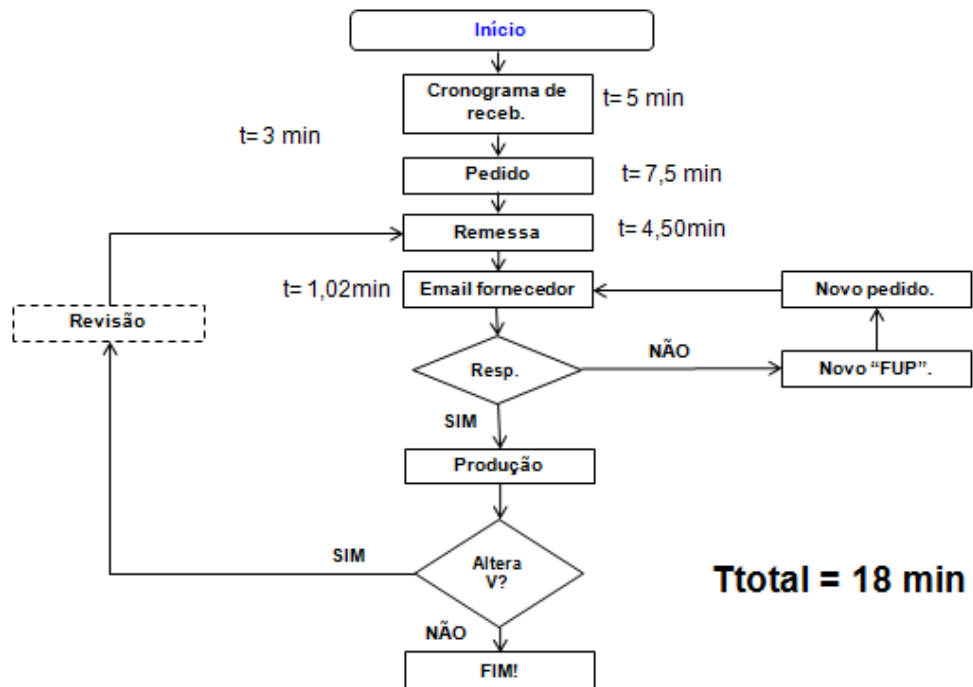 Início
Cronograma de
receb.
t= 5 min
t= 3 min
Pedido
t= 7,5 min
Remessa
t= 4,50min
t= 1,02min
Email fornecedor
Novo pedido.
Revisão
Resp.
NÃO
Novo “FUP”.
SIM
Produção
SIM
Altera
V?
Ttotal = 18 min
NÃO
FIM!